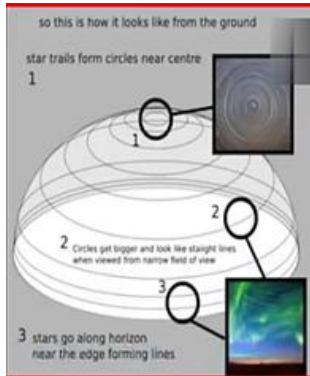 so this is how it looks like from the ground
star trails form circles near centre
1
1
2
2 Circles get bigger and look like staight lines
when viewed from narrow field of view
3
3 stars go along horizon
near the edge forming lines